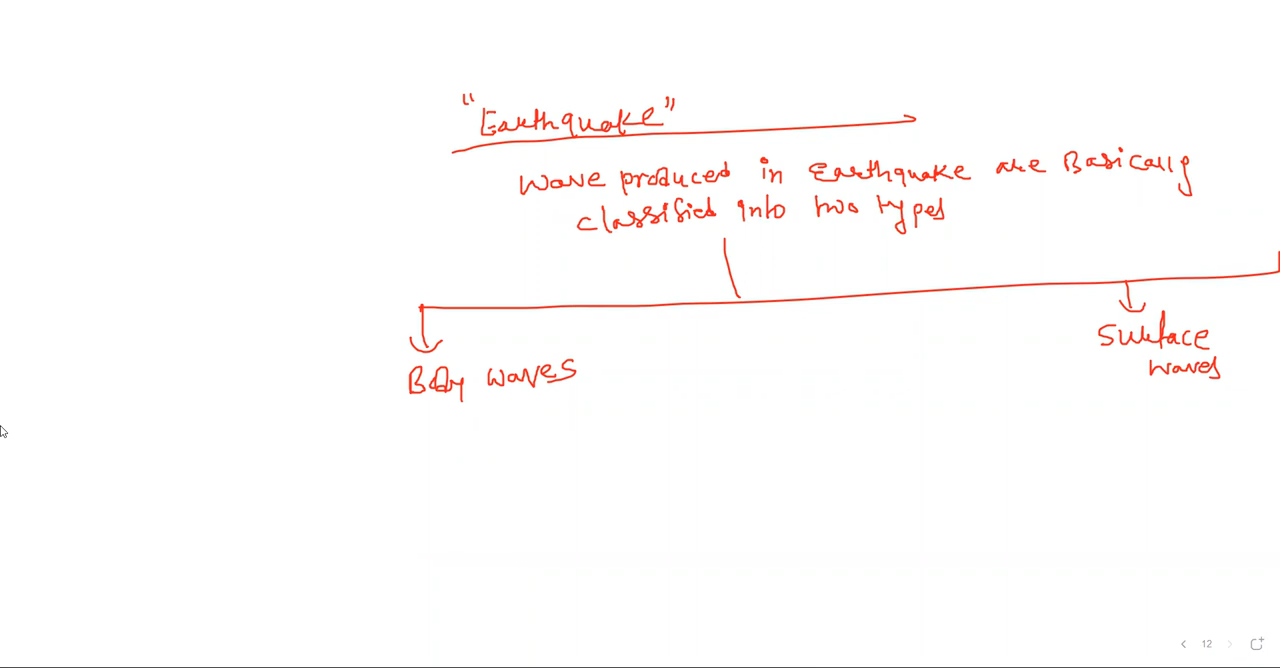 "Earthquake"
Wave produced in Earthquake are Basically
classified into two types
Body waves
Surface
waves
12